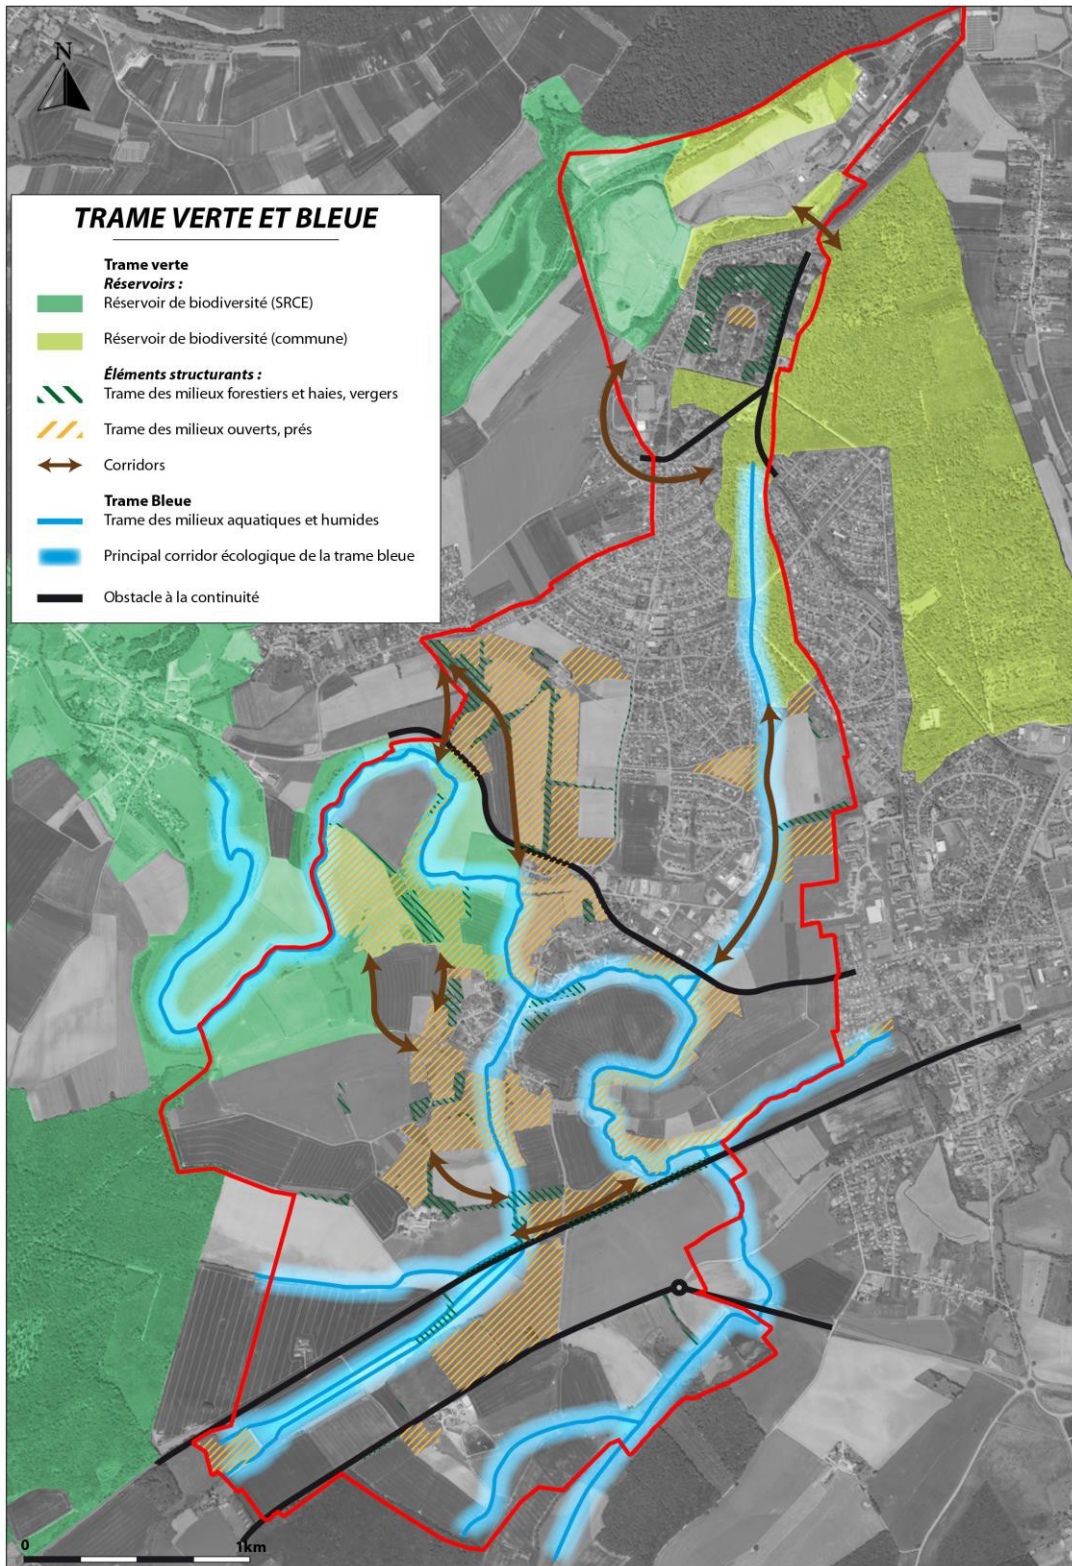 N
TRAME VERTE ET BLEUE
Trame verte
Réservoirs :
Réservoir de biodiversité (SRCE)
Réservoir de biodiversité (commune)
Éléments structurants :
Trame des milieux forestiers et haies, vergers
Trame des milieux ouverts, prés
Corridors
Trame Bleue
Trame des milieux aquatiques et humides
Principal corridor écologique de la trame bleue
Obstacle à la continuité
0 1km